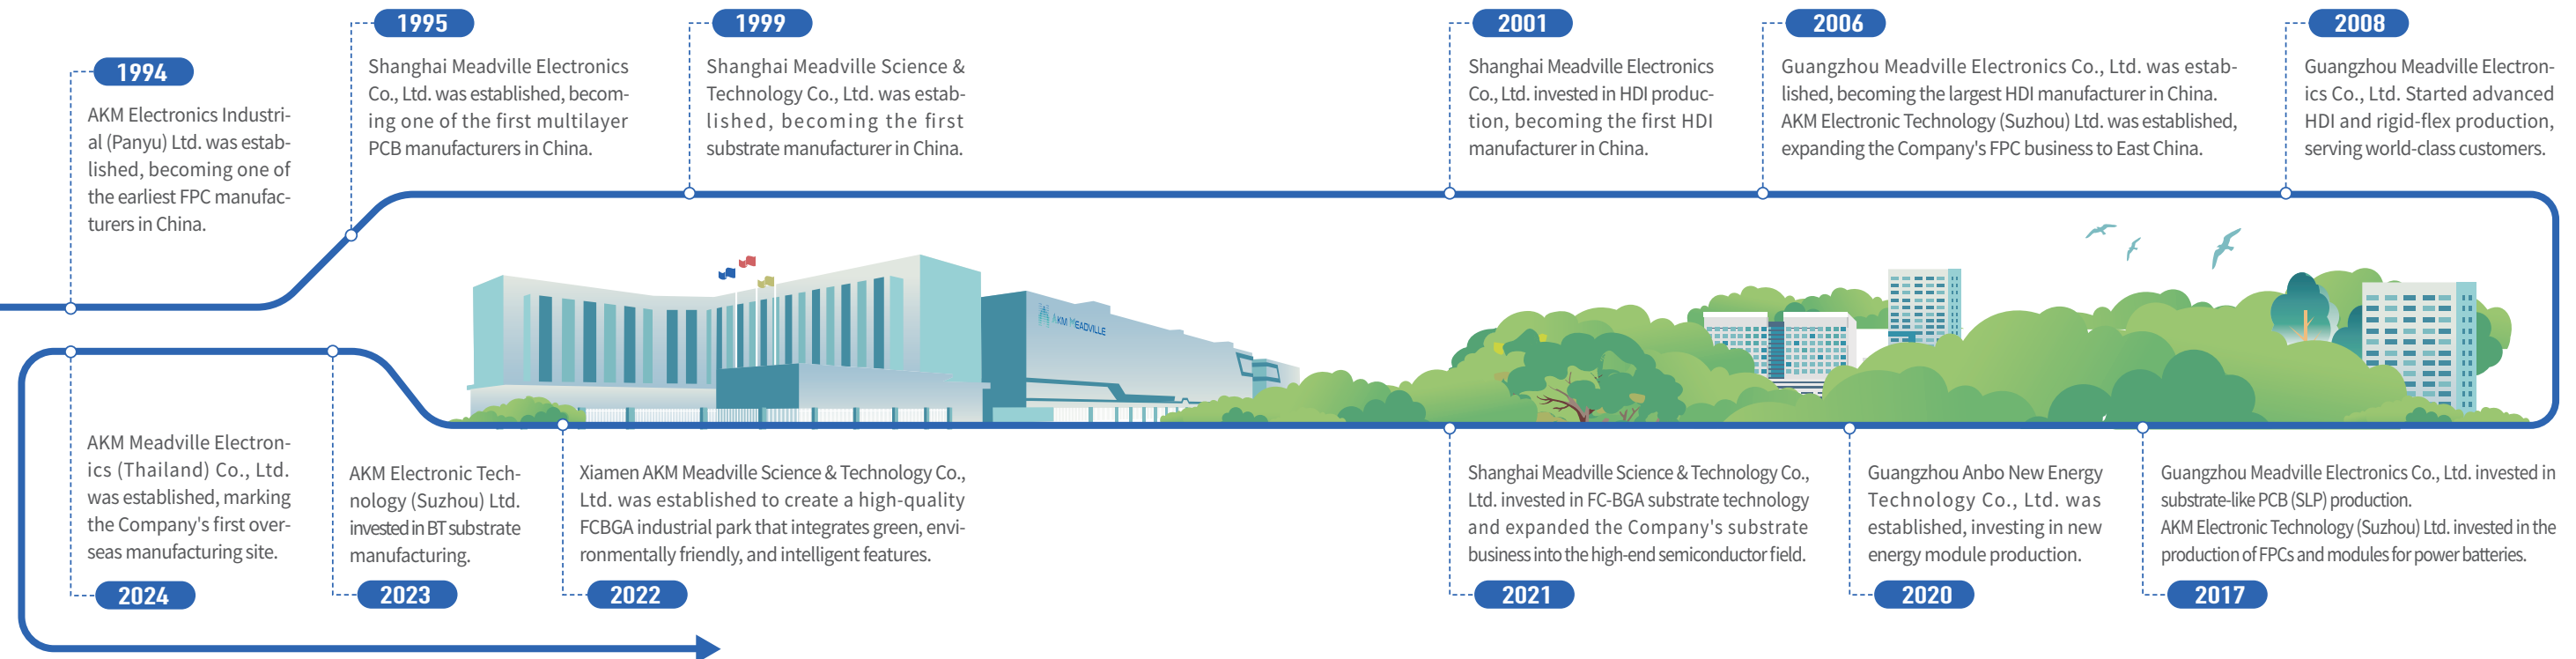 1994
AKM Electronics Industri-
al (Panyu) Ltd. was estab-
lished, becoming one of
the earliest FPC manufac-
turers in China.
1995
Shanghai Meadville Electronics
Co., Ltd. was established, becom-
ing one of the first multilayer
PCB manufacturers in China.
1999
Shanghai Meadville Science &
Technology Co., Ltd. was estab-
lished, becoming the first
substrate manufacturer in China.
2001
Shanghai Meadville Electronics
Co., Ltd. invested in HDI produc-
tion, becoming the first HDI
manufacturer in China.
2006
Guangzhou Meadville Electronics Co., Ltd. was estab-
lished, becoming the largest HDI manufacturer in China.
AKM Electronic Technology (Suzhou) Ltd. was established,
expanding the Company's FPC business to East China.
2008
Guangzhou Meadville Electron-
ics Co., Ltd. Started advanced
HDI and rigid-flex production,
serving world-class customers.
AKM MEADVILLE
Guangzhou Meadville Electronics Co., Ltd. invested in
substrate-like PCB (SLP) production.
AKM Electronic Technology (Suzhou) Ltd. invested in the
production of FPCs and modules for power batteries.
2017
Guangzhou Anbo New Energy
Technology Co., Ltd. was
established, investing in new
energy module production.
2020
Shanghai Meadville Science & Technology Co.,
Ltd. invested in FC-BGA substrate technology
and expanded the Company's substrate
business into the high-end semiconductor field.
2021
Xiamen AKM Meadville Science & Technology Co.,
Ltd. was established to create a high-quality
FCBGA industrial park that integrates green, envi-
ronmentally friendly, and intelligent features.
2022
AKM Electronic Tech-
nology (Suzhou) Ltd.
invested in BT substrate
manufacturing.
2023
AKM Meadville Electron-
ics (Thailand) Co., Ltd.
was established, marking
the Company's first over-
seas manufacturing site.
2024